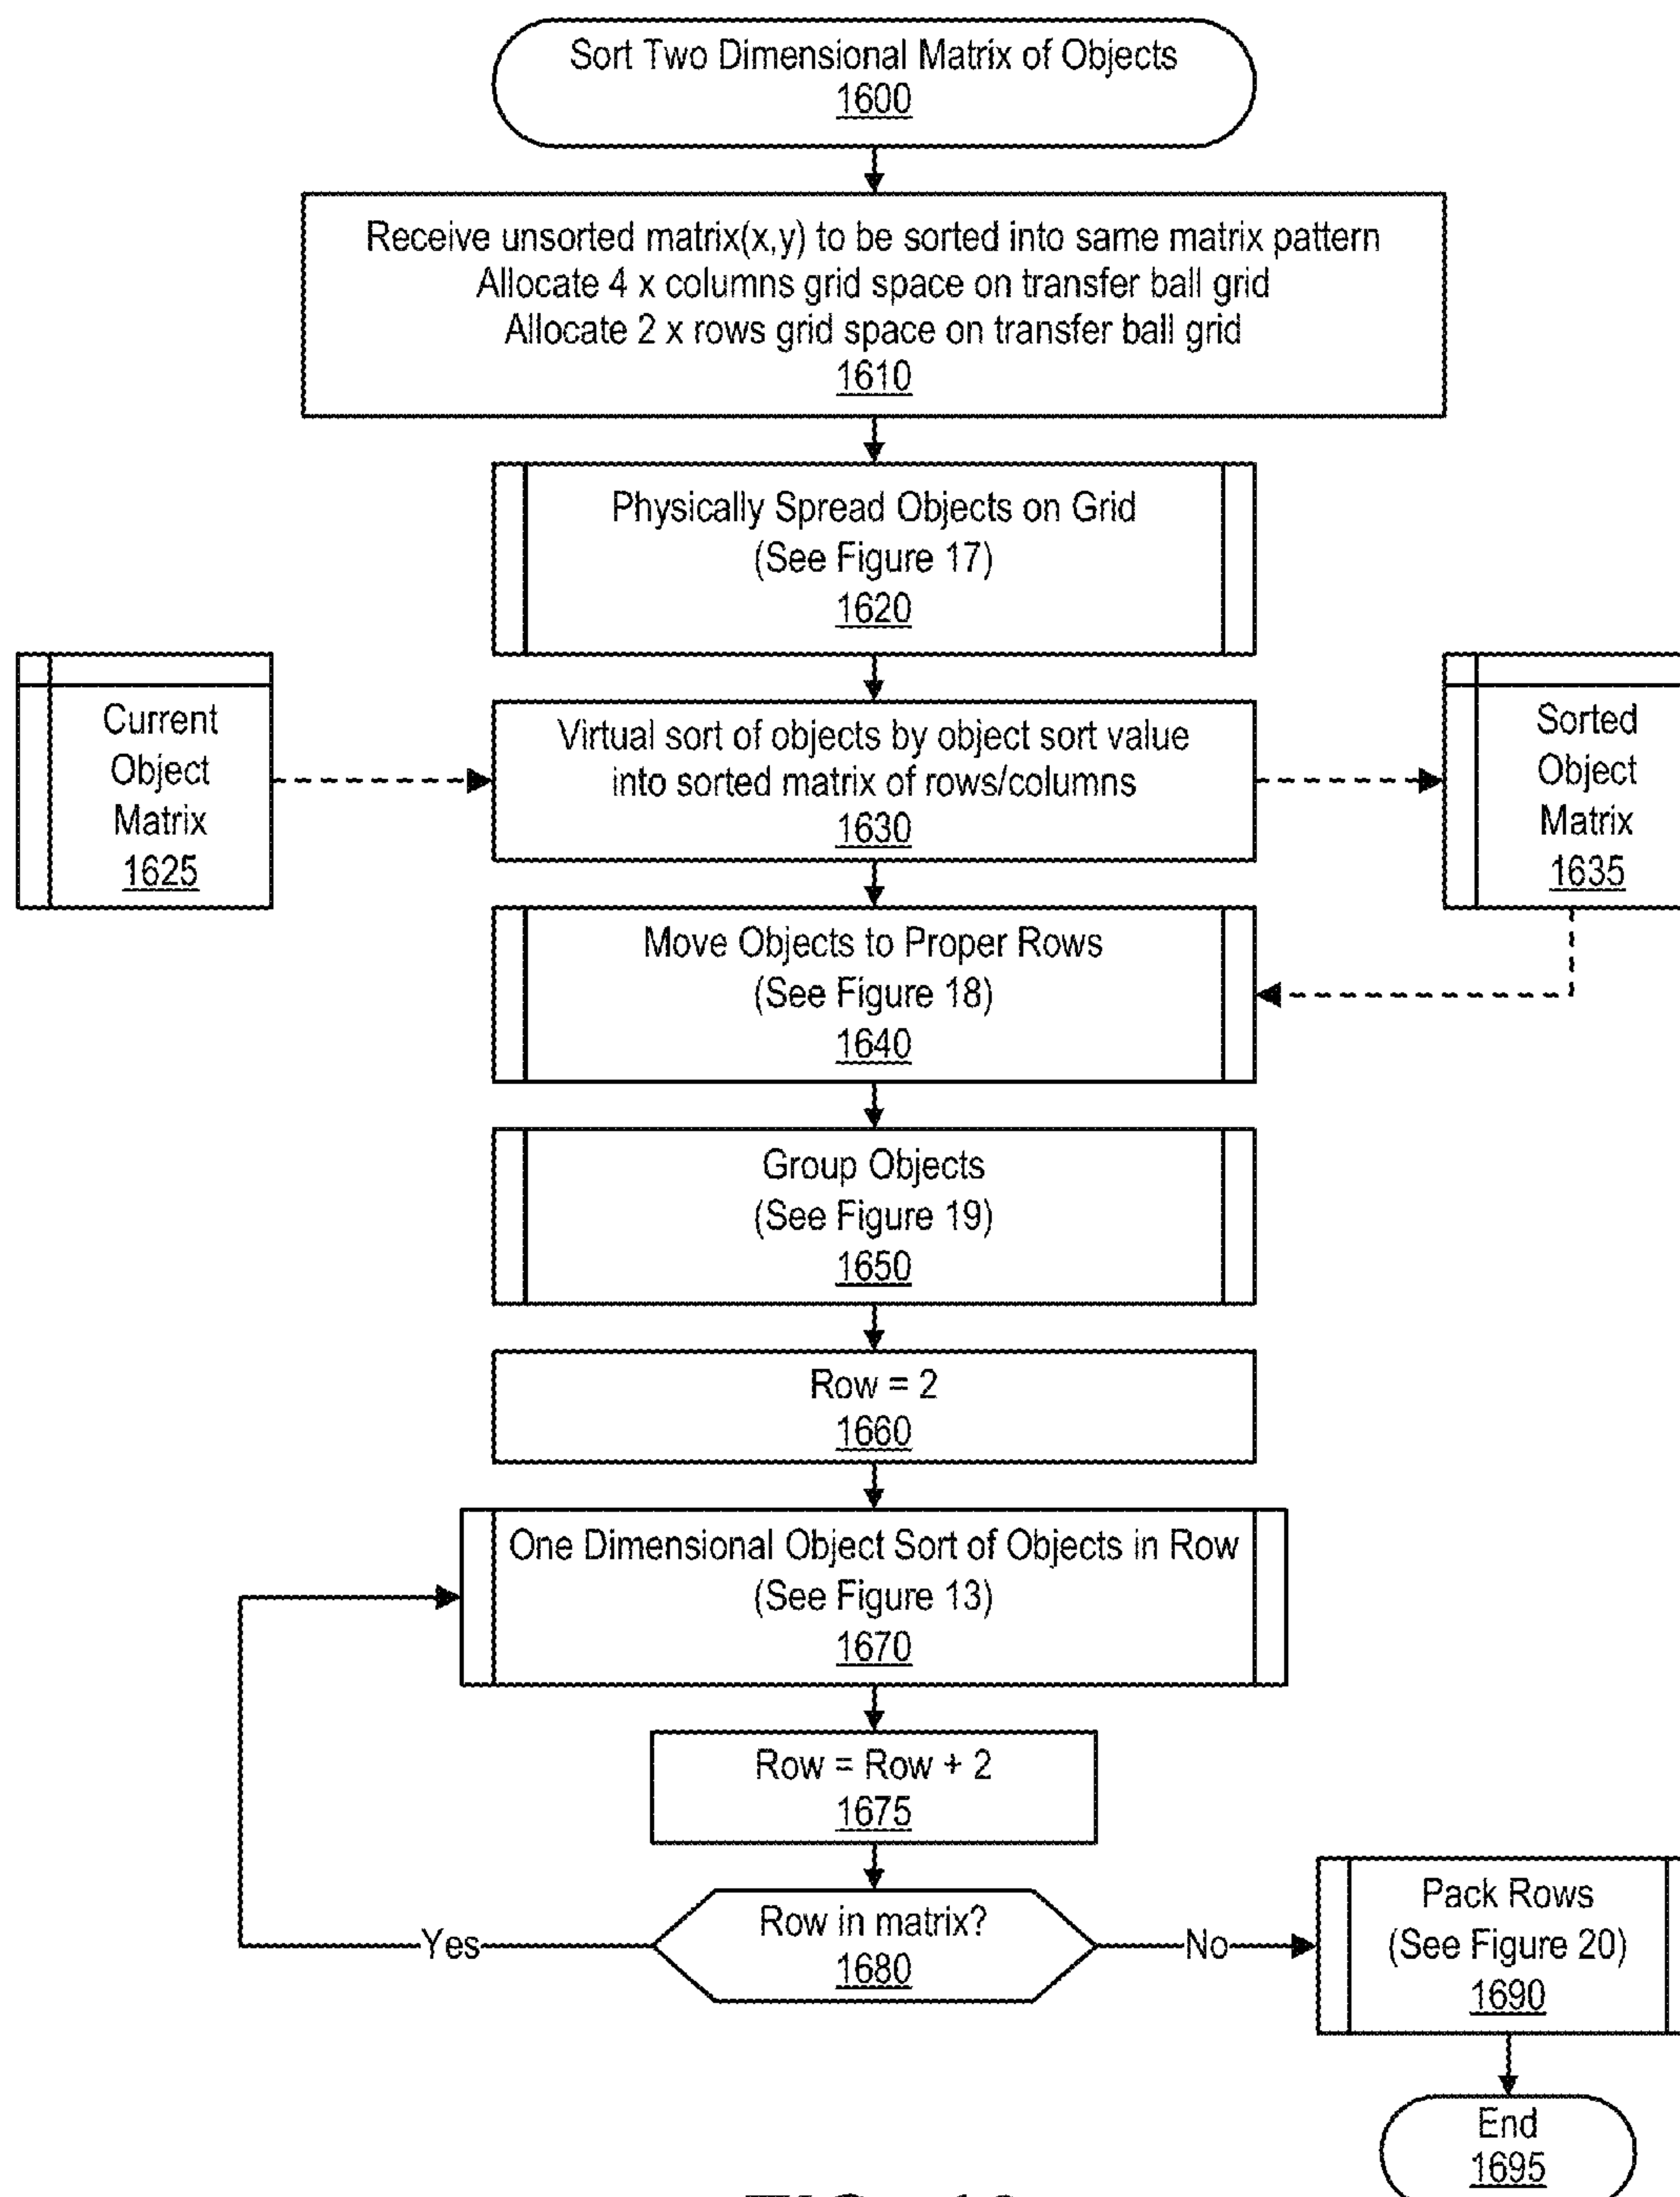 Sort Two Dimensional Matrix of Objects
1600
Receive unsorted matrix(x,y) to be sorted into same matrix pattern
Allocate 4 x columns grid space on transfer ball grid
Allocate 2 x rows grid space on transfer ball grid
1610
Physically Spread Objects on Grid
(See Figure 17)
1620
Current
Object
Matrix
1625
Virtual sort of objects by object sort value
into sorted matrix of rows/columns
1630
Sorted
Object
Matrix
1635
Move Objects to Proper Rows
(See Figure 18)
1640
Group Objects
(See Figure 19)
1650
Row = 2
1660
One Dimensional Object Sort of Objects in Row
(See Figure 13)
1670
Row = Row + 2
1675
Row in matrix?
1680
Yes
No
Pack Rows
(See Figure 20)
1690
End
1695